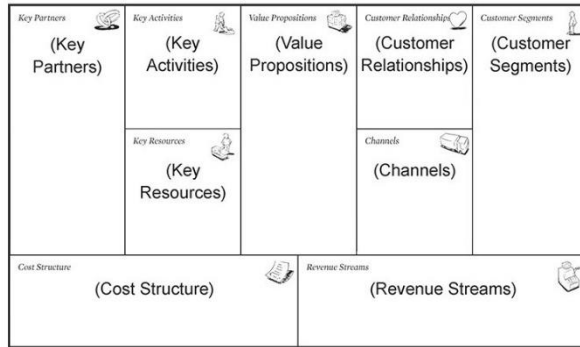 Key Partners
(Key
Partners)
Key Activities
(Key
Activities)
Key Resources
(Key
Resources)
Value Propositions
(Value
Propositions)
Customer Relationships
(Customer
Relationships)
Channels
(Channels)
Customer Segments
(Customer
Segments)
Cost Structure
(Cost Structure)
Revenue Streams
(Revenue Streams)